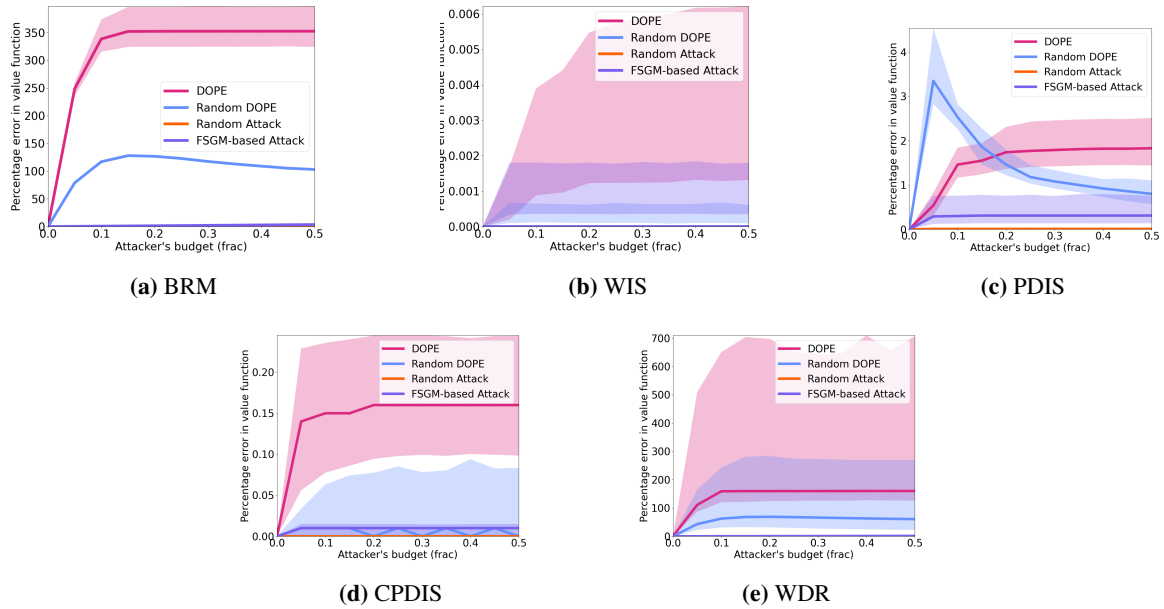 Percentage error in value function
350
300
250
200
150
100
50
0
0.0 0.1 0.2 0.3 0.4 0.5
Attacker's budget (frac)
DOPE
Random DOPE
Random Attack
FSGM-based Attack
(a) BRM
Percentage error in value function
0.006
0.005
0.004
0.003
0.002
0.001
0.000
0.0 0.1 0.2 0.3 0.4 0.5
Attacker's budget (frac)
DOPE
Random DOPE
Random Attack
FSGM-based Attack
(b) WIS
Percentage error in value function
4
3
2
1
0
0.0 0.1 0.2 0.3 0.4 0.5
Attacker's budget (frac)
DOPE
Random DOPE
Random Attack
FSGM-based Attack
(c) PDIS
Percentage error in value function
0.20
0.15
0.10
0.05
0.00
0.0 0.1 0.2 0.3 0.4 0.5
Attacker's budget (frac)
DOPE
Random DOPE
Random Attack
FSGM-based Attack
(d) CPDIS
Percentage error in value function
700
600
500
400
300
200
100
0
0.0 0.1 0.2 0.3 0.4 0.5
Attacker's budget (frac)
DOPE
Random DOPE
Random Attack
FSGM-based Attack
(e) WDR